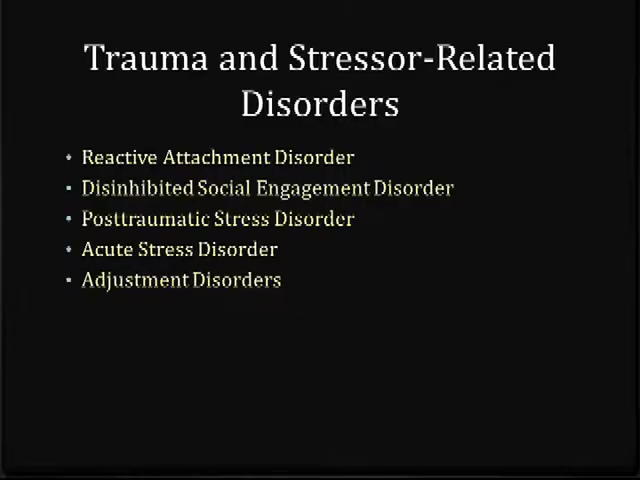 Trauma and Stressor-Related
Disorders
• Reactive Attachment Disorder
• Disinhibited Social Engagement Disorder
• Posttraumatic Stress Disorder
• Acute Stress Disorder
• Adjustment Disorders